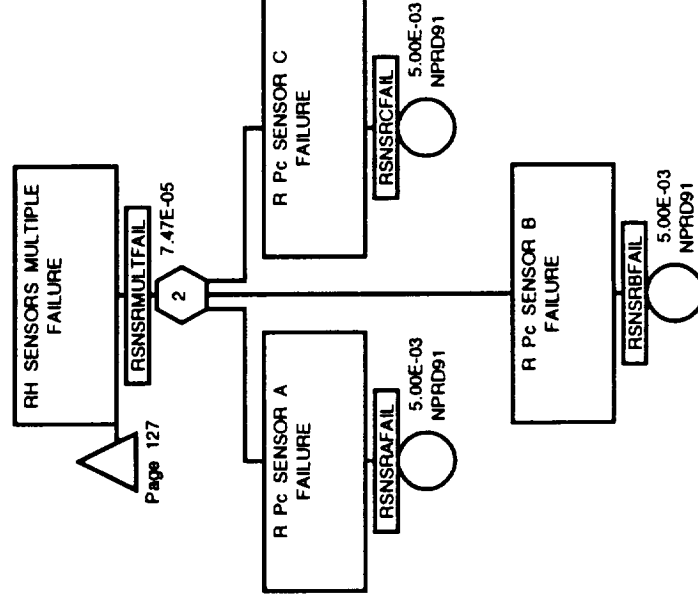 RH SENSORS MULTIPLE
FAILURE
RSNSRMULTFAIL
Page 127
7.47E-05
2
R Pc SENSOR A
FAILURE
RSNSRAFAIL
5.00E-03
NPRD91
R Pc SENSOR B
FAILURE
RSNSRBFAIL
5.00E-03
NPRD91
R Pc SENSOR C
FAILURE
RSNSRCFAIL
5.00E-03
NPRD91